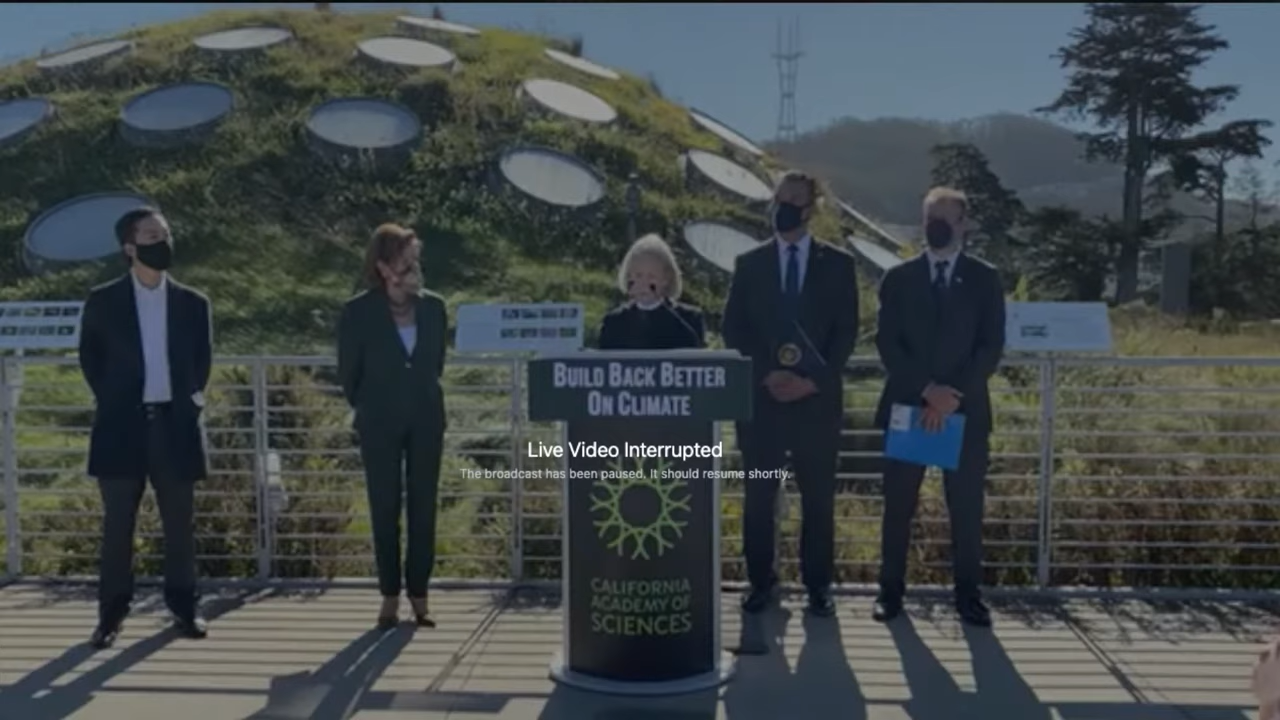 BUILD BACK BETTER
ON CLIMATE
Live Video Interrupted
The broadcast has been paused. It should resume shortly.
CALIFORNIA
ACADEMY OF
SCIENCES